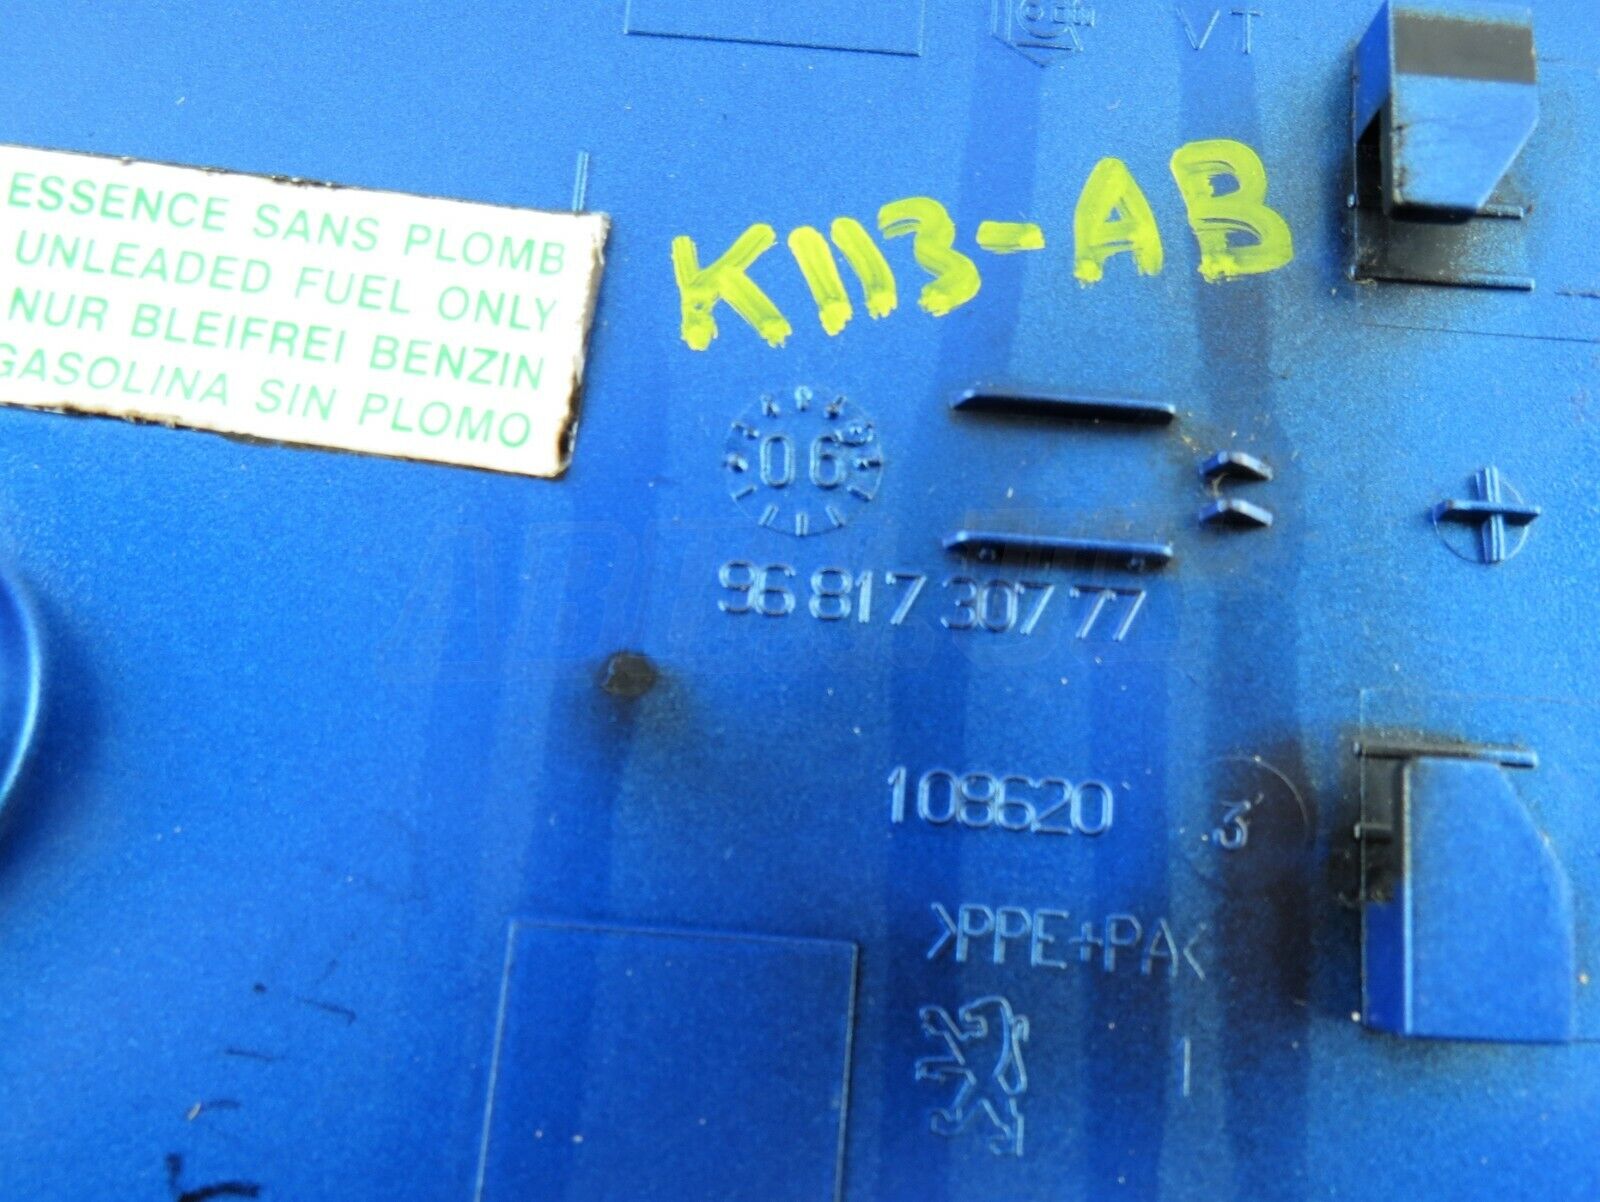 VT
ESSENCE SANS PLOMB
UNLEADED FUEL ONLY
NUR BLEIFREI BENZIN
GASOLINA SIN PLOMO
K113-AB
06
96 817 307 77
108620
3
>PPE+PA<